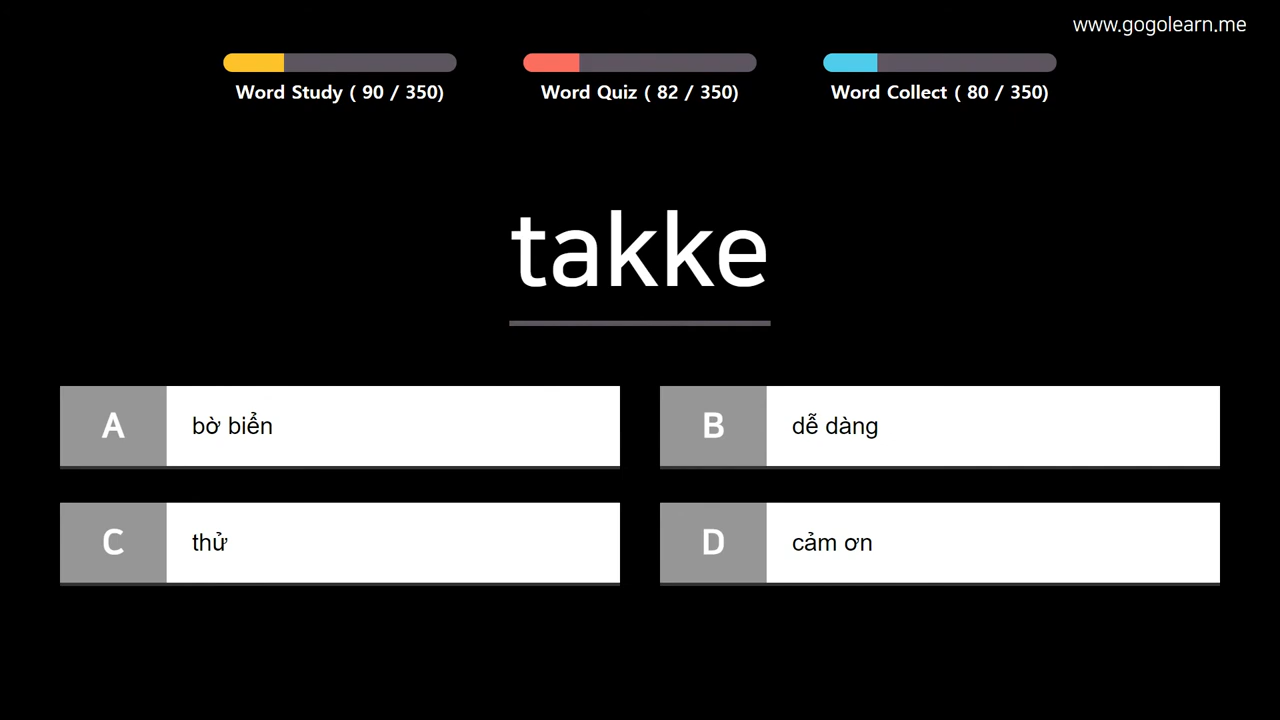 www.gogolearn.me
Word Study ( 90 / 350)
Word Quiz ( 82 / 350)
Word Collect ( 80 / 350)
takke
A bờ biển
B dễ dàng
C thử
D cảm ơn